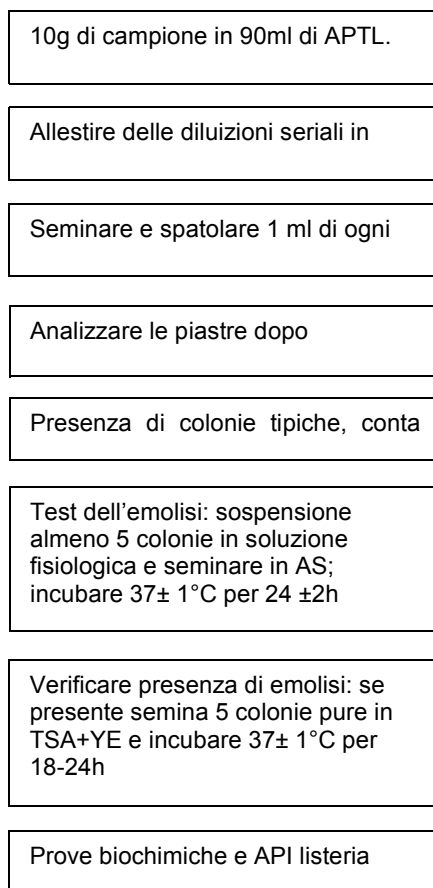 10g di campione in 90ml di APTL.
Allestire delle diluizioni seriali in
Seminare e spatolare 1 ml di ogni
Analizzare le piastre dopo
Presenza di colonie tipiche, conta
Test dell'emolisi: sospensione
almeno 5 colonie in soluzione
fisiologica e seminare in AS;
incubare 37± 1°C per 24 ±2h
Verificare presenza di emolisi: se
presente semina 5 colonie pure in
TSA+YE e incubare 37± 1°C per
18-24h
Prove biochimiche e API listeria